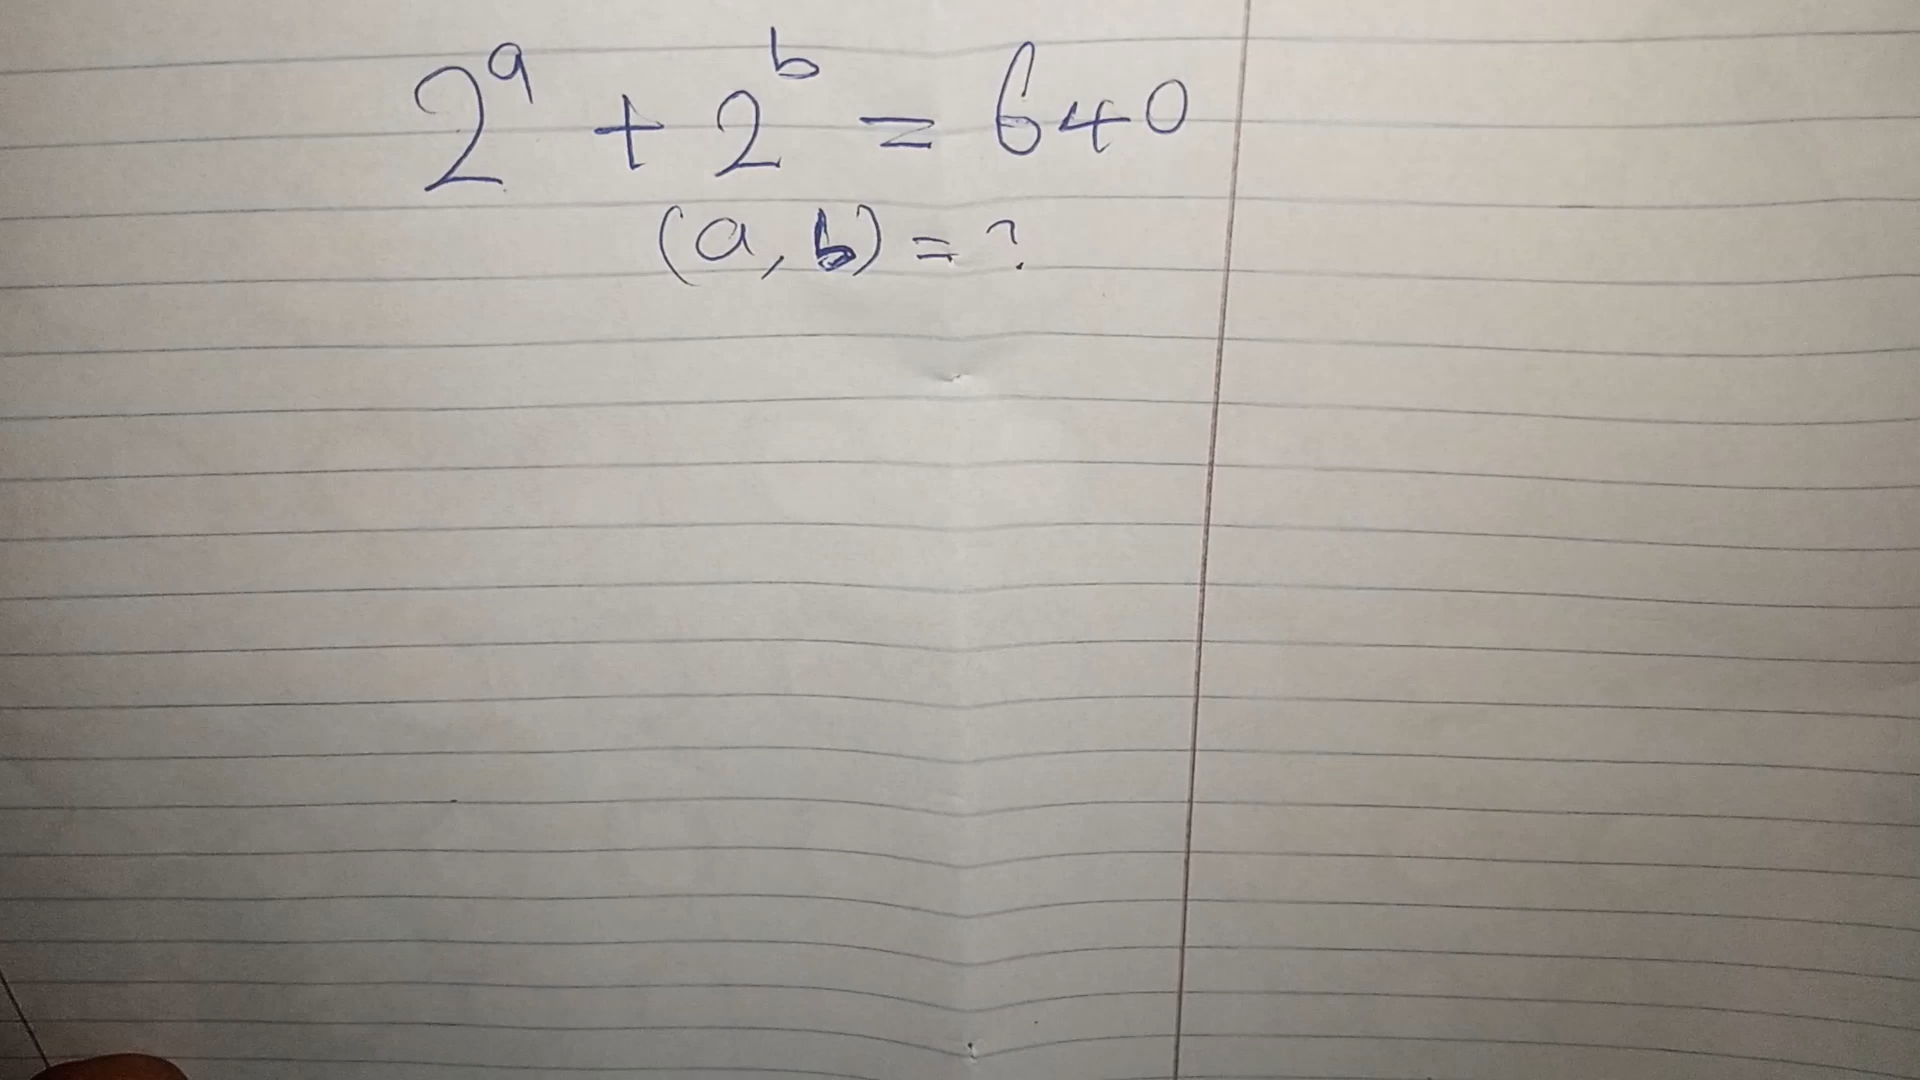 2^a + 2^b = 640
(a, b) = ?